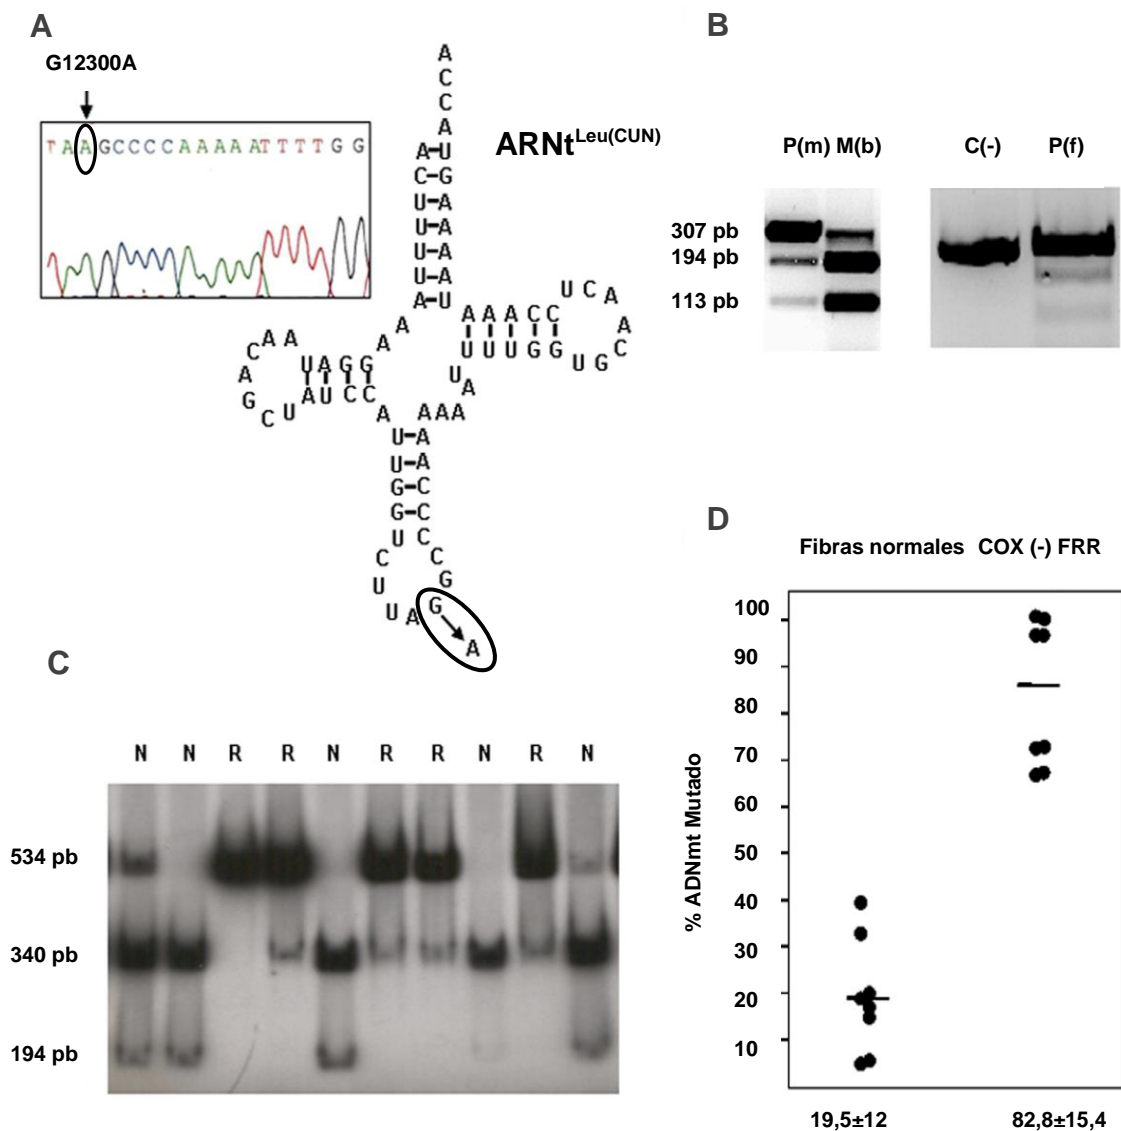 A
G12300A
T A A G C C C C A A A A A T T T T G G
ARNt Leu(CUN)
A
C
C
A
A-U
C-G
U-A
U-A
U-A
U-A
U-A
A-U
A A A C C U C A A C G U G G U U U
A A G G A U A A C A G C U A U C C A
U A A A A
U-A
U-A
G-C
G-C
U C
C C
U G
U A G
A
B
P(m) M(b) C(-) P(f)
307 pb
194 pb
113 pb
C
N N R R N R R N R N
534 pb
340 pb
194 pb
D
Fibras normales COX (-) FRR
% ADNmt Mutado
100
90
80
70
60
50
40
30
20
10
19,5±12 82,8±15,4